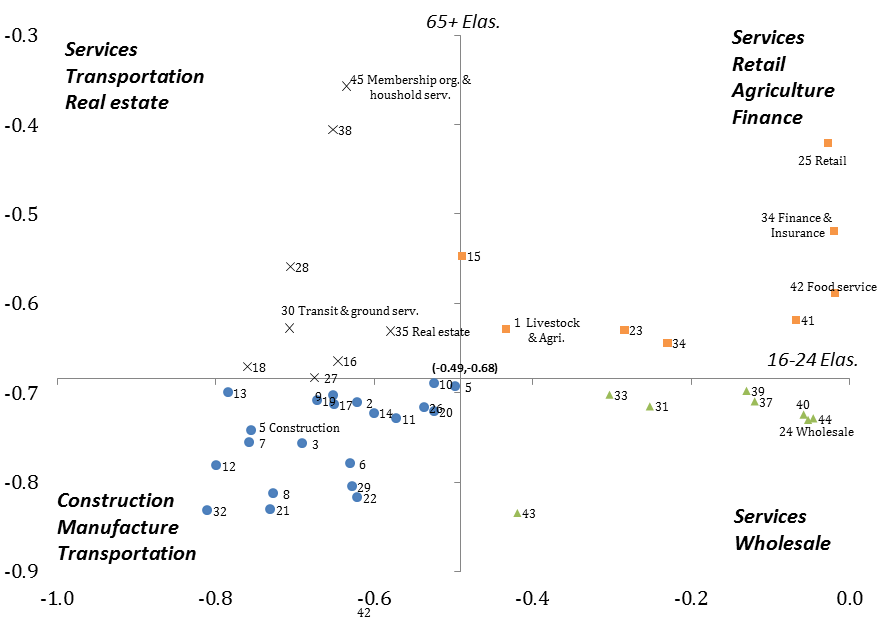 65+ Elas.
-0.3
Services
Transportation
Real estate
Services
Retail
Agriculture
Finance
45 Membership org. &
houshold serv.
-0.4
38
25 Retail
-0.5
34 Finance &
Insurance
15
28
42 Food service
-0.6
30 Transit & ground serv.
35 Real estate
1 Livestock
& Agri.
23
41
34
16-24 Elas.
16
18
(-0.49,-0.68)
27
10
5
-0.7
13
9
19
17
2
26
20
14
11
33
31
39
37
40
44
24 Wholesale
5 Construction
7
3
12
6
-0.8
29
8
22
32
21
43
Construction
Manufacture
Transportation
Services
Wholesale
-0.9
-1.0
-0.8
-0.6
-0.4
-0.2
0.0
42